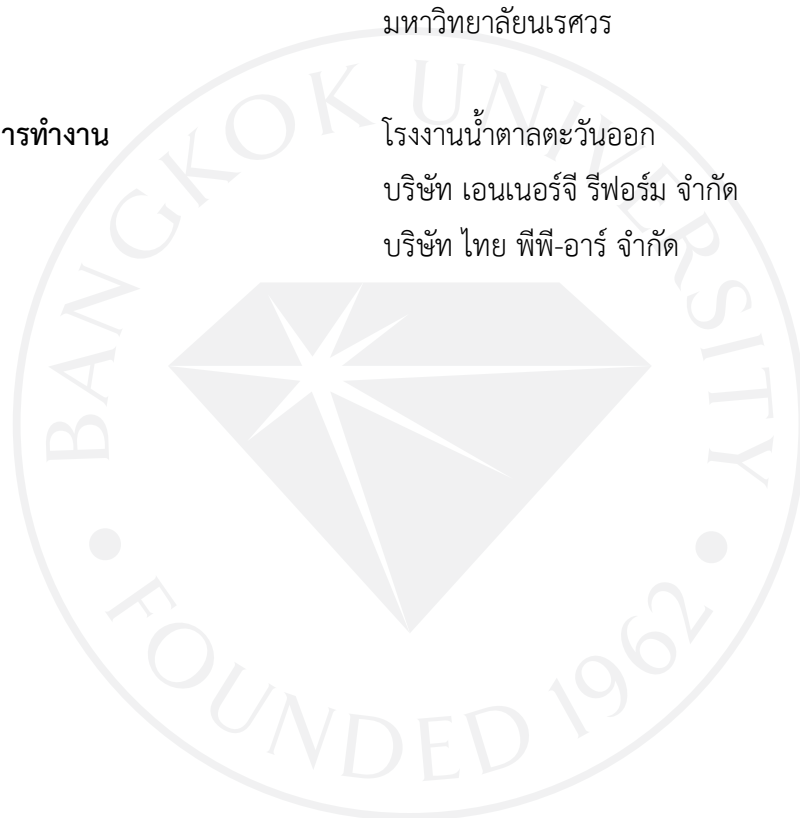 มหาวิทยาลัยนเรศวร
ารทำงาน โรงงานน้ำตาลตะวันออก
บริษัท เอนเนอร์จี รีฟอร์ม จำกัด
บริษัท ไทย พีพี-อาร์ จำกัด
BANGKOK UNIVERSITY
FOUNDED 1962